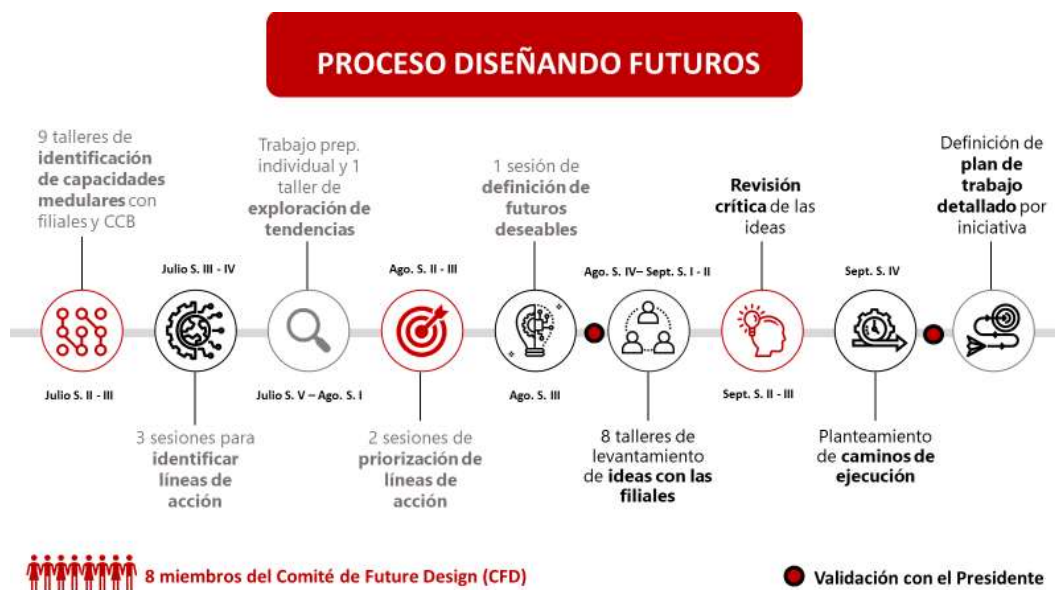 PROCESO DISEÑANDO FUTUROS
9 talleres de
identificación
de capacidades
medulares con
filiales y CCB
Julio S. II - III
Julio S. III - IV
3 sesiones para
identificar
líneas de
acción
Trabajo prep.
individual y 1
taller de
exploración de
tendencias
Julio S. V – Ago. S. I
Ago. S. II - III
2 sesiones de
priorización de
líneas de
acción
1 sesión de
definición de
futuros
deseables
Ago. S. III
Ago. S. IV– Sept. S. I - II
8 talleres de
levantamiento
de ideas con las
filiales
Revisión
crítica de las
ideas
Sept. S. II - III
Sept. S. IV
Planteamiento
de caminos de
ejecución
Definición de
plan de
trabajo
detallado por
iniciativa
8 miembros del Comité de Future Design (CFD)
Validación con el Presidente